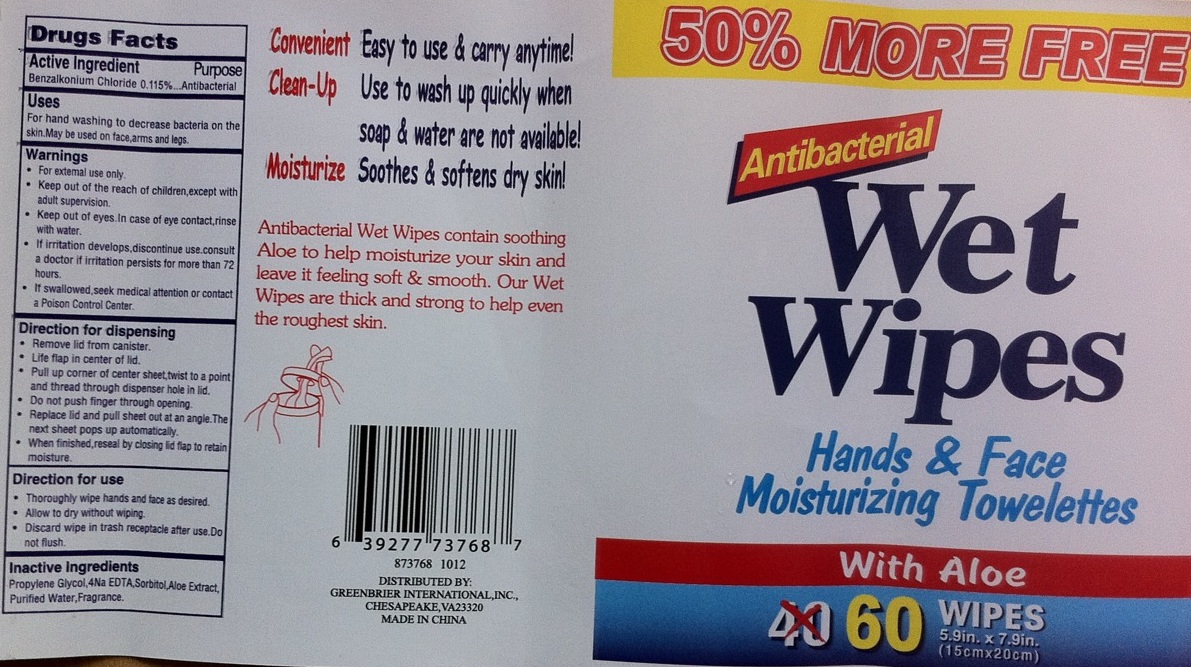 Drugs Facts
Active Ingredient Purpose
Benzalkonium Chloride 0.115%...Antibacterial
Uses
For hand washing to decrease bacteria on the
skin.May be used on face,arms and legs.
Warnings
• For external use only.
• Keep out of the reach of children,except with
adult supervision.
• Keep out of eyes.In case of eye contact,rinse
with water.
• If irritation develops,discontinue use.consult
a doctor if irritation persists for more than 72
hours.
• If swallowed,seek medical attention or contact
a Poison Control Center.
Direction for dispensing
• Remove lid from canister.
• Life flap in center of lid.
• Pull up corner of center sheet,twist to a point
and thread through dispenser hole in lid.
• Do not push finger through opening.
• Replace lid and pull sheet out at an angle.The
next sheet pops up automatically.
• When finished,reseal by closing lid flap to retain
moisture.
Direction for use
• Thoroughly wipe hands and face as desired.
• Allow to dry without wiping.
• Discard wipe in trash receptacle after use.Do
not flush.
Inactive Ingredients
Propylene Glycol,4Na EDTA,Sorbitol,Aloe Extract,
Purified Water,Fragrance.
Convenient Easy to use & carry anytime!
Clean-Up Use to wash up quickly when
soap & water are not available!
Moisturize Soothes & softens dry skin!
Antibacterial Wet Wipes contain soothing
Aloe to help moisturize your skin and
leave it feeling soft & smooth. Our Wet
Wipes are thick and strong to help even
the roughest skin.
6 39277 73768 7
873768 1012
DISTRIBUTED BY:
GREENBRIER INTERNATIONAL,INC.,
CHESAPEAKE,VA23320
MADE IN CHINA
50% MORE FREE
Antibacterial
Wet
Wipes
Hands & Face
Moisturizing Towelettes
With Aloe
40 60 WIPES
5.9in. x 7.9in.
(15cmx20cm)